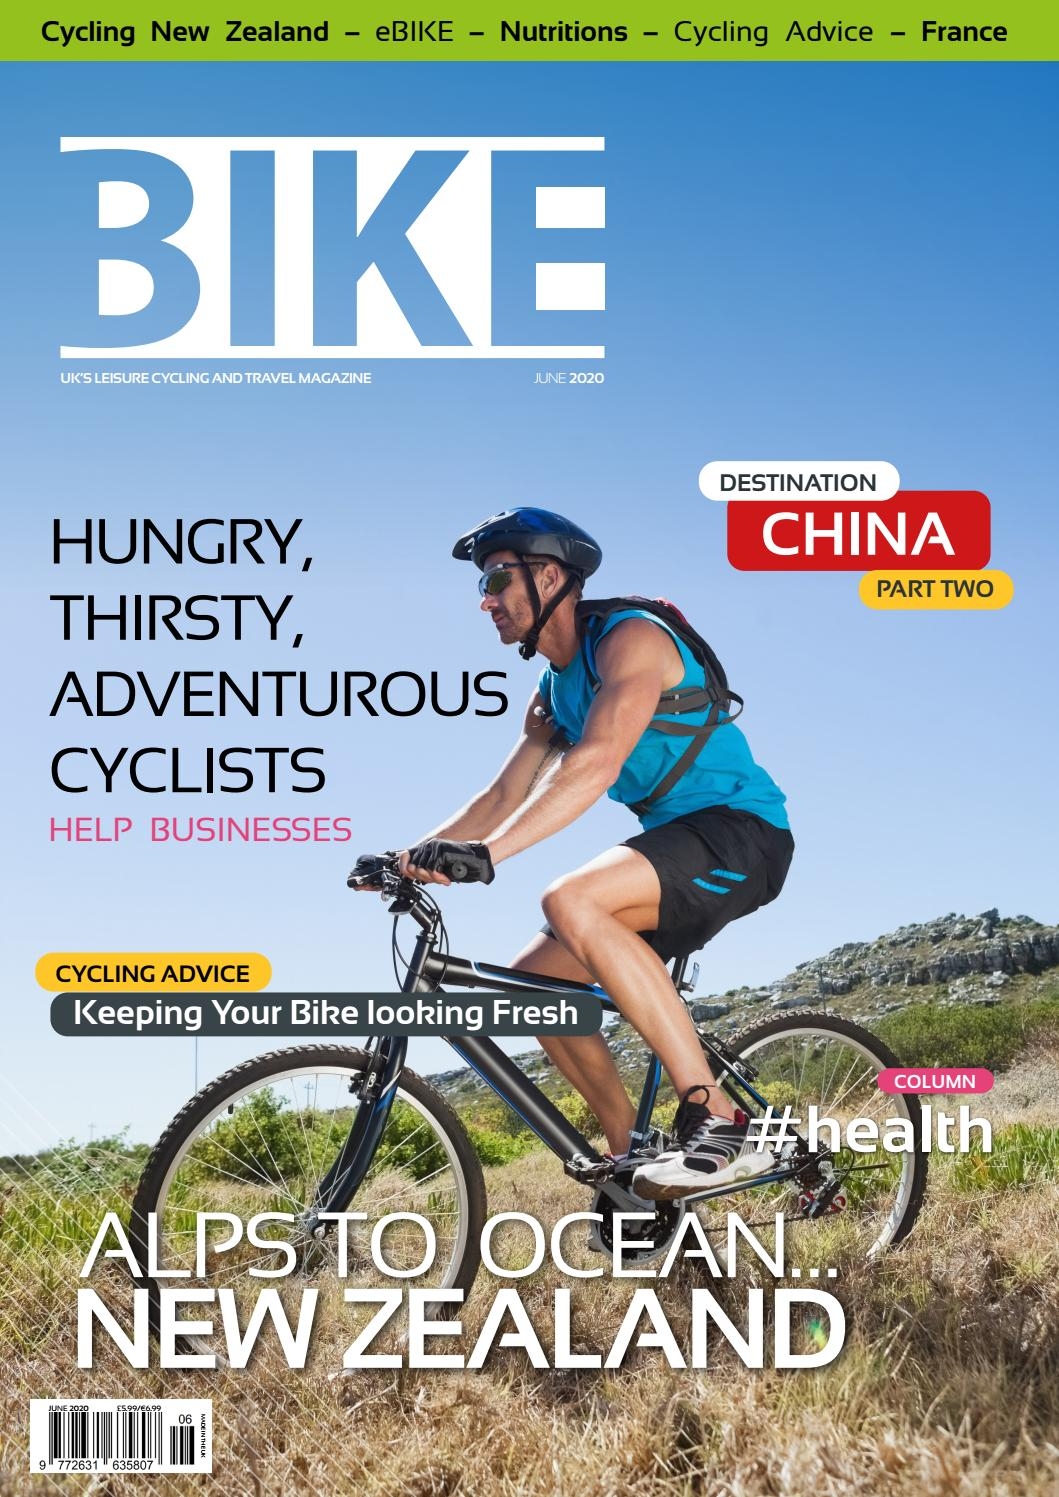 Cycling New Zealand – eBIKE – Nutritions – Cycling Advice – France
BIKE
UK'S LEISURE CYCLING AND TRAVEL MAGAZINE
JUNE 2020
DESTINATION
CHINA
PART TWO
HUNGRY,
THIRSTY,
ADVENTUROUS
CYCLISTS
HELP BUSINESSES
CYCLING ADVICE
Keeping Your Bike looking Fresh
COLUMN
#health
ALPS TO OCEAN...
NEW ZEALAND
JUNE 2020 £5.99/€6.99
06
MADE IN THE UK
9 772631 635807